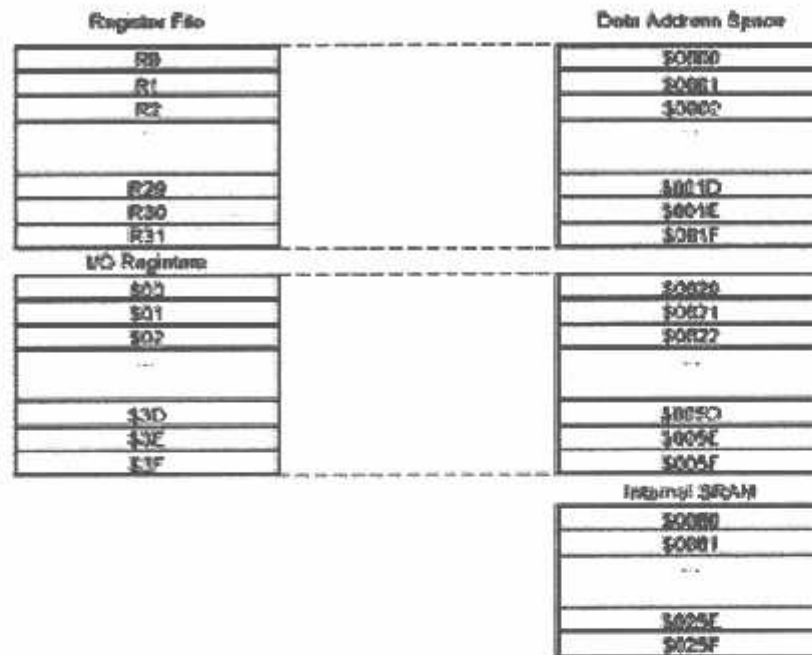 Register File
R0
R1
R2
...
R29
R30
R31
I/O Registers
$00
$01
$02
...
$3D
$3E
$3F
Data Address Space
$0000
$0001
$0002
...
$001D
$001E
$001F
$0020
$0021
$0022
...
$005D
$005E
$005F
Internal SRAM
$0060
$0061
...
$025E
$025F